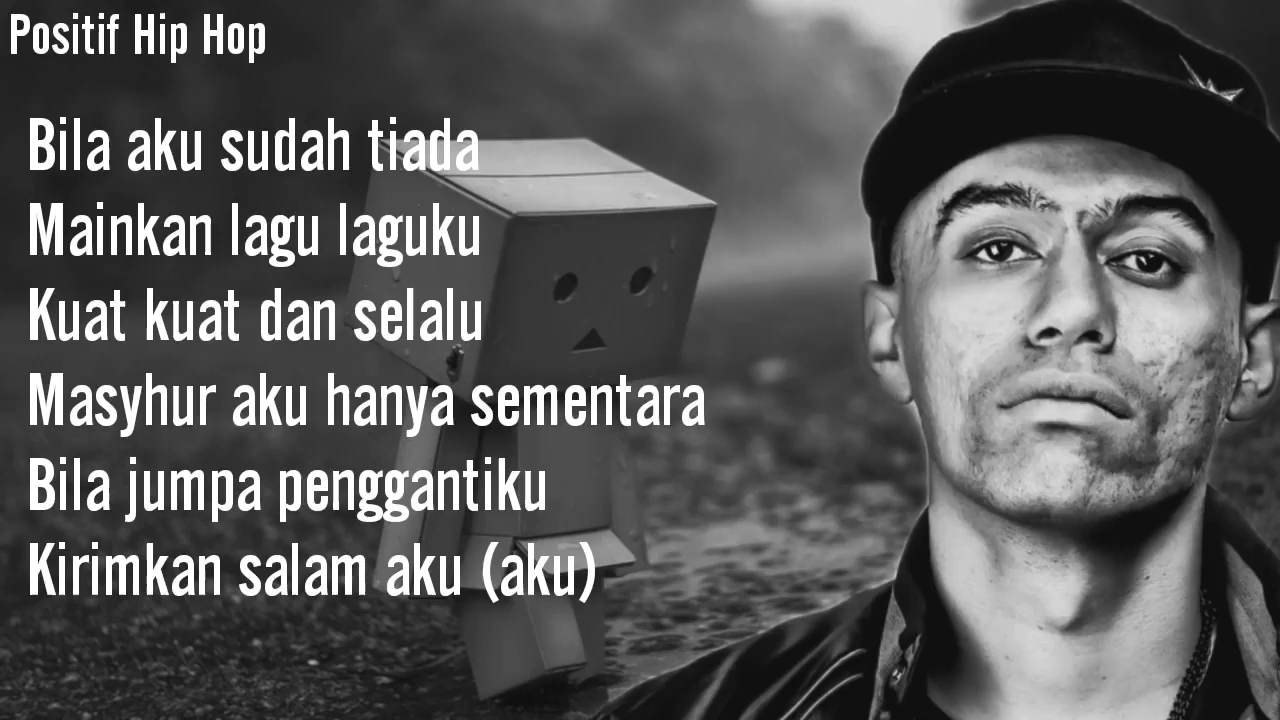 Positif Hip Hop
Bila aku sudah tiada
Mainkan lagu laguku
Kuat kuat dan selalu
Masyhur aku hanya sementara
Bila jumpa penggantiku
Kirimkan salam aku (aku)